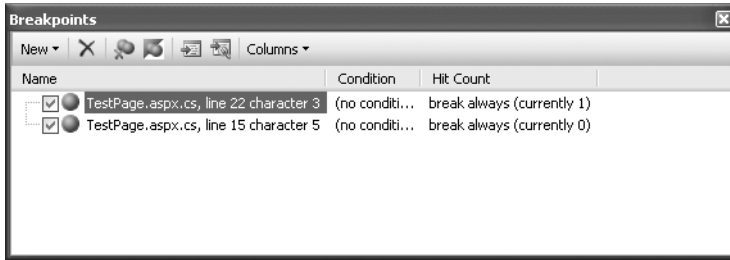 Breakpoints
New Columns
Name Condition Hit Count
TestPage.aspx.cs, line 22 character 3 (no conditi... break always (currently 1)
TestPage.aspx.cs, line 15 character 5 (no conditi... break always (currently 0)